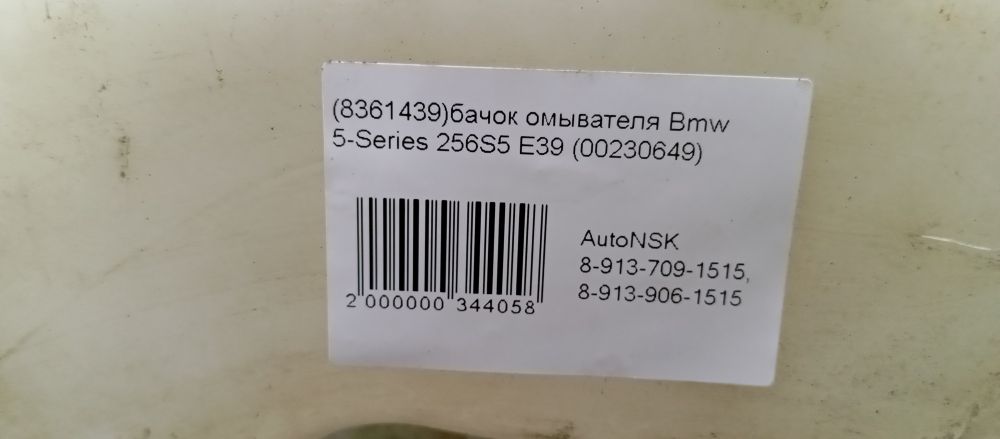 (8361439)бачок омывателя Bmw
5-Series 256S5 E39 (00230649)
AutoNSK
8-913-709-1515,
8-913-906-1515
2 000000 344058